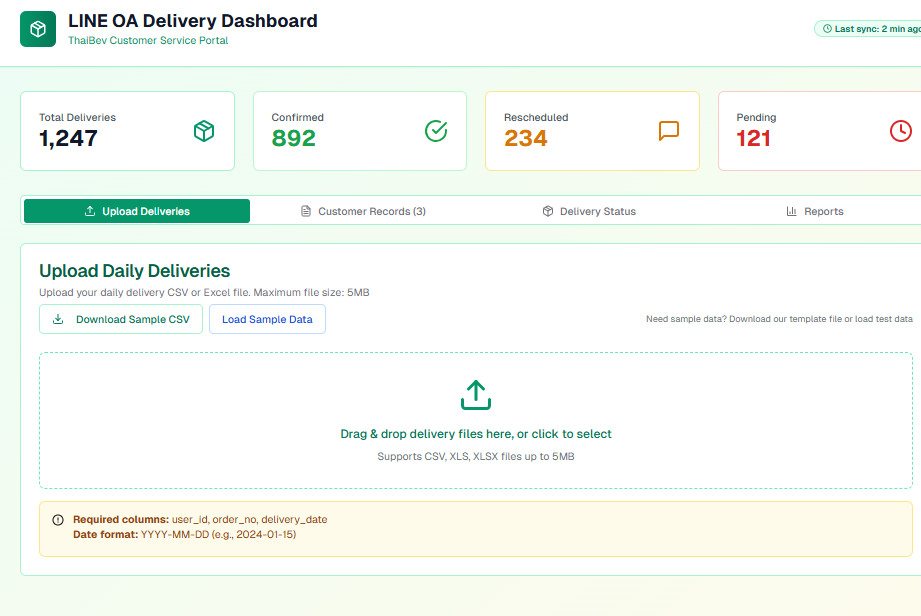 LINE OA Delivery Dashboard
ThaiBev Customer Service Portal
Last sync: 2 min ago
Total Deliveries
1,247
Confirmed
892
Rescheduled
234
Pending
121
Upload Deliveries
Customer Records (3)
Delivery Status
Reports
Upload Daily Deliveries
Upload your daily delivery CSV or Excel file. Maximum file size: 5MB
Download Sample CSV
Load Sample Data
Need sample data? Download our template file or load test data
Drag & drop delivery files here, or click to select
Supports CSV, XLS, XLSX files up to 5MB
Required columns: user_id, order_no, delivery_date
Date format: YYYY-MM-DD (e.g., 2024-01-15)